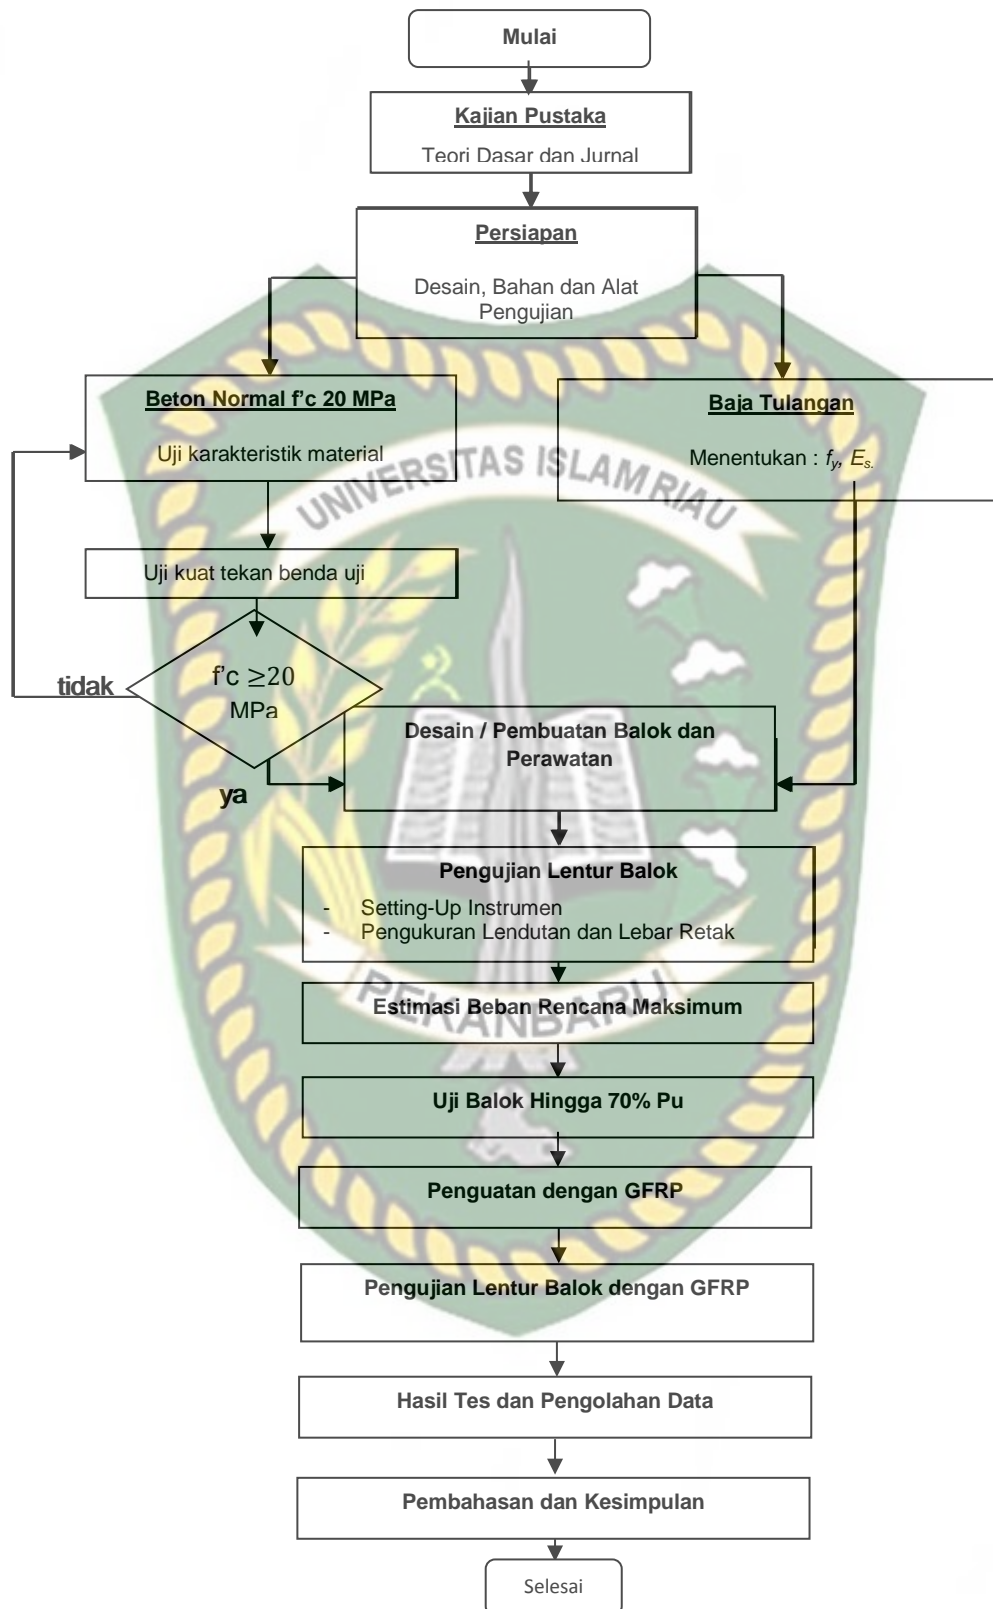 Mulai
Kajian Pustaka
Teori Dasar dan Jurnal
Persiapan
Desain, Bahan dan Alat
Pengujian
Beton Normal f'c 20 MPa
Uji karakteristik material
Baja Tulangan
Menentukan : fy, Es.
UNIVERSITAS ISLAM RIAU
Uji kuat tekan benda uji
f'c ≥20
MPa
tidak
ya
Desain / Pembuatan Balok dan
Perawatan
Pengujian Lentur Balok
- Setting-Up Instrumen
- Pengukuran Lendutan dan Lebar Retak
PEKANBARU
Estimasi Beban Rencana Maksimum
Uji Balok Hingga 70% Pu
Penguatan dengan GFRP
Pengujian Lentur Balok dengan GFRP
Hasil Tes dan Pengolahan Data
Pembahasan dan Kesimpulan
Selesai